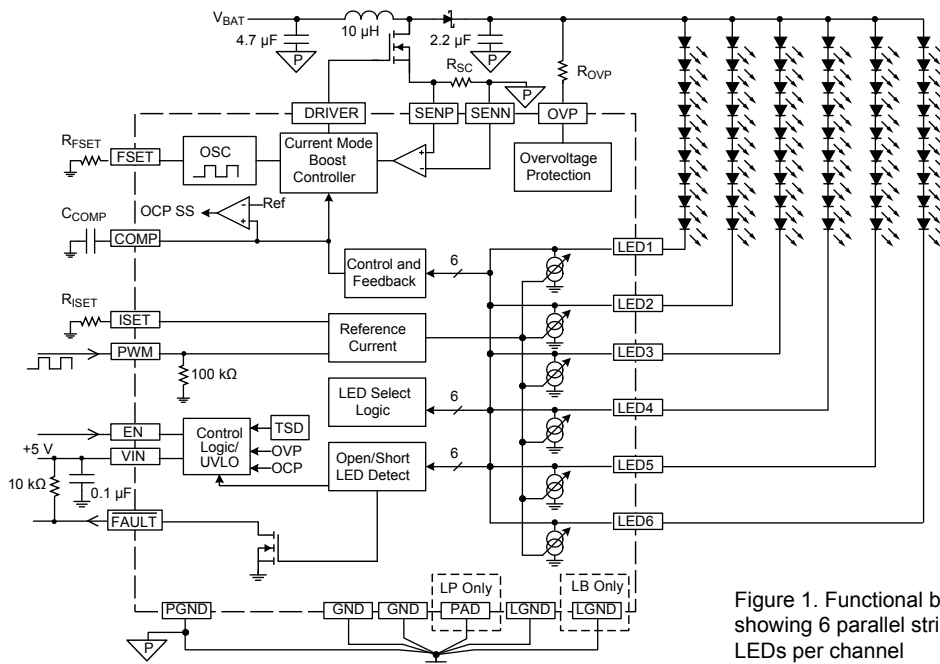 VBAT
10 µH
4.7 µF
2.2 µF
P
P
RSC
P
ROVP
DRIVER
SENP
SENN
OVP
RFSET
FSET
OSC
Current Mode
Boost
Controller
+
−
Overvoltage
Protection
OCP SS
−
+
Ref
CCOMP
COMP
LED1
Control and
Feedback
6
RISET
ISET
LED2
Reference
Current
PWM
LED3
100 kΩ
LED Select
Logic
6
LED4
EN
Control
Logic/
UVLO
TSD
OVP
OCP
+5 V
VIN
Open/Short
LED Detect
6
LED5
10 kΩ
0.1 µF
FAULT
LED6
LP Only
LB Only
PGND
GND
GND
PAD
LGND
LGND
P
Figure 1. Functional b
showing 6 parallel stri
LEDs per channel